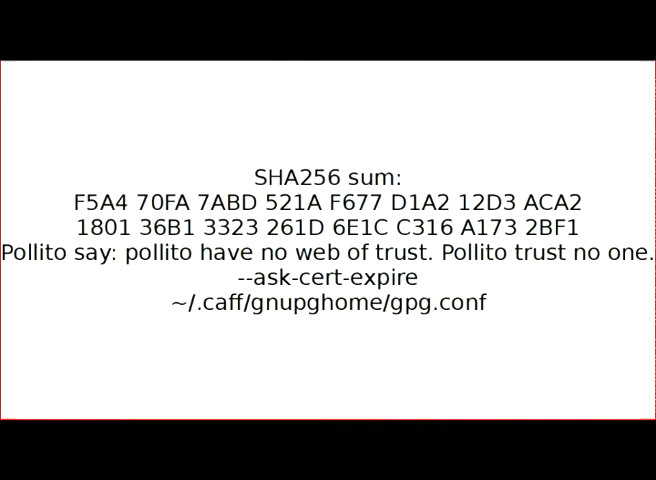 SHA256 sum:
F5A4 70FA 7ABD 521A F677 D1A2 12D3 ACA2
1801 36B1 3323 261D 6E1C C316 A173 2BF1
Pollito say: pollito have no web of trust. Pollito trust no one.
--ask-cert-expire
~/.caff/gnupghome/gpg.conf